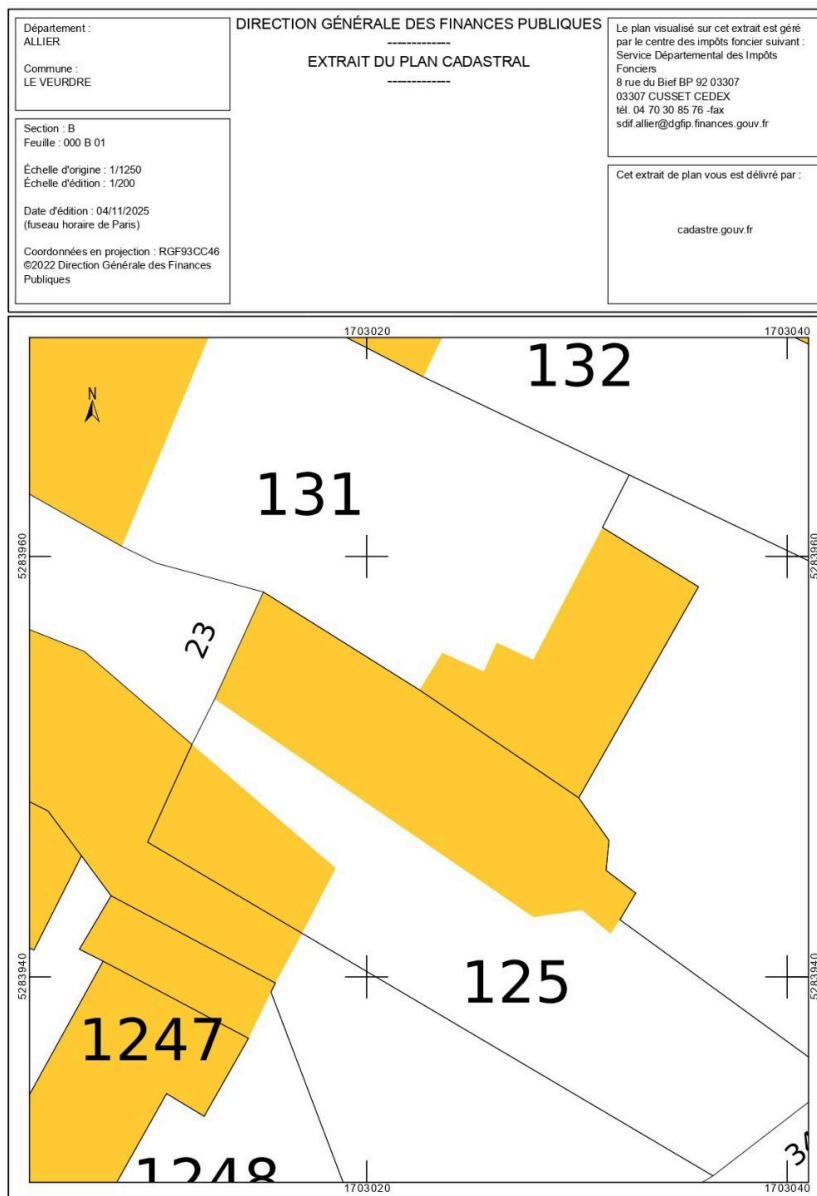 Département :
ALLIER
Commune :
LE VEURDRE
Section : B
Feuille : 000 B 01
Échelle d'origine : 1/1250
Échelle d'édition : 1/200
Date d'édition : 04/11/2025
(fuseau horaire de Paris)
Coordonnées en projection : RGF93CC46
©2022 Direction Générale des Finances
Publiques
DIRECTION GÉNÉRALE DES FINANCES PUBLIQUES
-------------
EXTRAIT DU PLAN CADASTRAL
-------------
Le plan visualisé sur cet extrait est géré
par le centre des impôts foncier suivant :
Service Départemental des Impôts
Fonciers
8 rue du Bief BP 92 03307
03307 CUSSET CEDEX
tél. 04 70 30 85 76 -fax
sdif.allier@dgfip.finances.gouv.fr
Cet extrait de plan vous est délivré par :
cadastre.gouv.fr
1703020
1703040
132
N
131
5283960
5283960
23
5283940
5283940
125
1247
1248
34
1703020
1703040